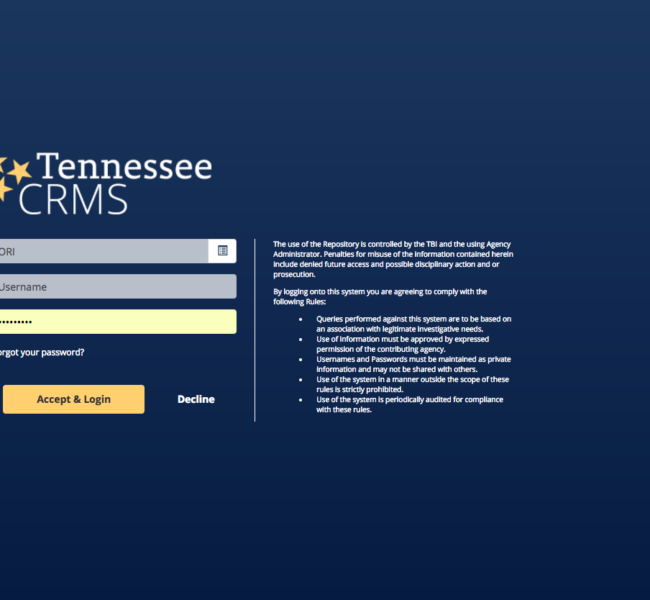 Tennessee
CRMS
ORI
Username
orgot your password?
Accept & Login
Decline
The use of the Repository is controlled by the TBI and the using Agency
Administrator. Penalties for misuse of the information contained herein
include denied future access and possible disciplinary action and or
prosecution.
By logging onto this system you are agreeing to comply with the
following Rules:
Queries performed against this system are to be based on
an association with legitimate investigative needs.
Use of information must be approved by expressed
permission of the contributing agency.
Usernames and Passwords must be maintained as private
information and may not be shared with others.
Use of the system in a manner outside the scope of these
rules is strictly prohibited.
Use of the system is periodically audited for compliance
with these rules.